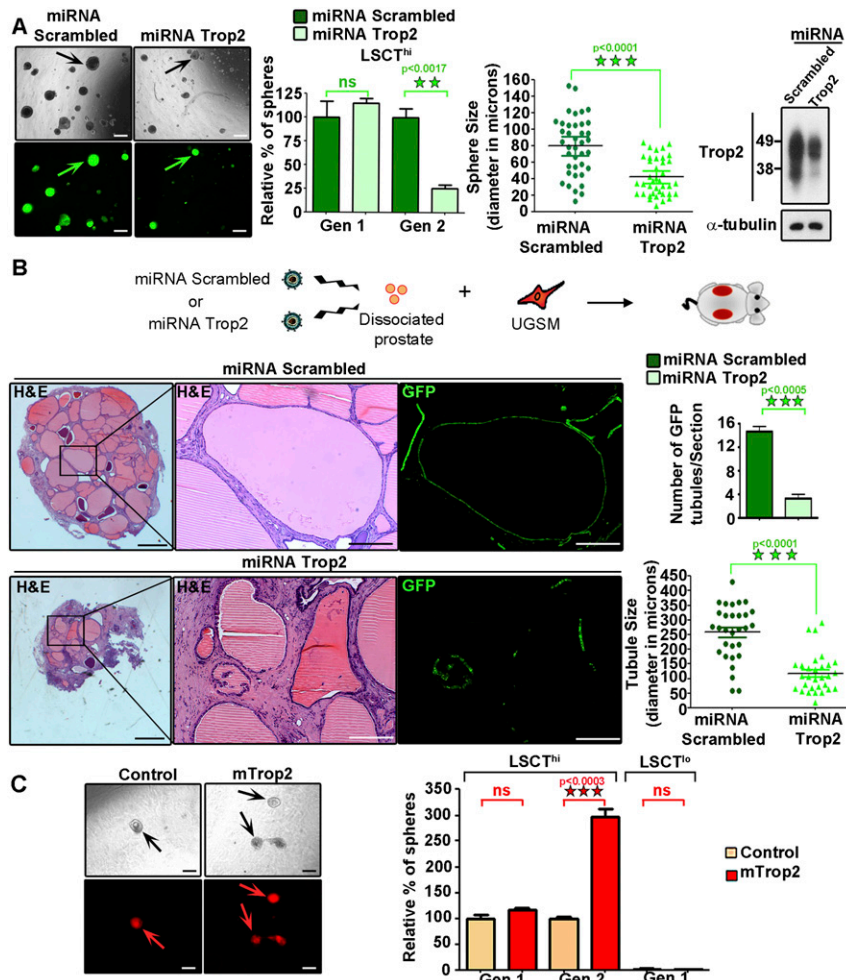 A
miRNA
Scrambled
miRNA Trop2
miRNA Scrambled
miRNA Trop2
LSCThi
ns
p<0.0017
Relative % of spheres
125
100
75
50
25
0
Gen 1
Gen 2
p<0.0001
Sphere Size
(diameter in microns)
160
140
120
100
80
60
40
20
0
miRNA
Scrambled
miRNA
Trop2
miRNA
Scrambled
Trop2
Trop2
49
38
α-tubulin
B
miRNA Scrambled
or
miRNA Trop2
Dissociated
prostate
+
UGSM
miRNA Scrambled
H&E
H&E
GFP
miRNA Trop2
H&E
H&E
GFP
miRNA Scrambled
miRNA Trop2
p<0.0005
Number of GFP
tubules/Section
16
12
8
4
0
p<0.0001
Tubule Size
(diameter in microns)
450
400
350
300
250
200
150
100
50
0
miRNA
Scrambled
miRNA
Trop2
C
Control
mTrop2
LSCThi
LSCTlo
ns
p<0.0003
ns
Relative % of spheres
350
300
250
200
150
100
50
0
Gen 1
Gen 2
Gen 1
Control
mTrop2